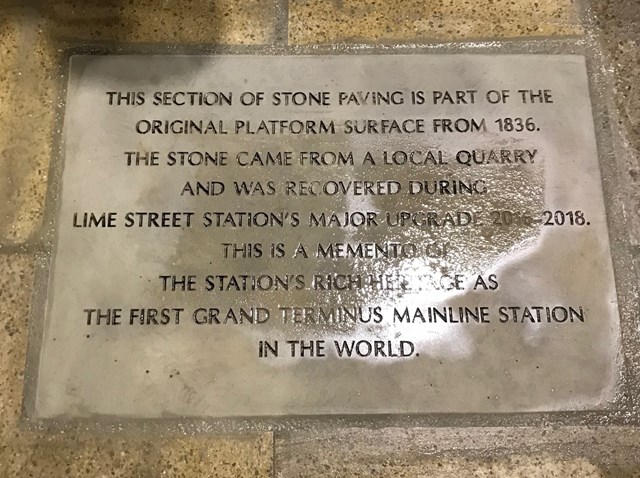 THIS SECTION OF STONE PAVING IS PART OF THE
ORIGINAL PLATFORM SURFACE FROM 1836.
THE STONE CAME FROM A LOCAL QUARRY
AND WAS RECOVERED DURING
LIME STREET STATION'S MAJOR UPGRADE 2016-2018.
THIS IS A MEMENTO OF
THE STATION'S RICH HERITAGE AS
THE FIRST GRAND TERMINUS MAINLINE STATION
IN THE WORLD.